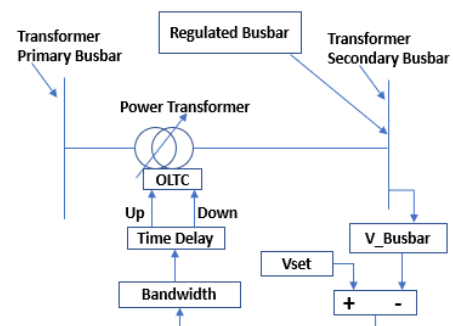 Transformer
Primary Busbar
Regulated Busbar
Transformer
Secondary Busbar
Power Transformer
OLTC
Up
Down
Time Delay
V_Busbar
Vset
Bandwidth
+ -